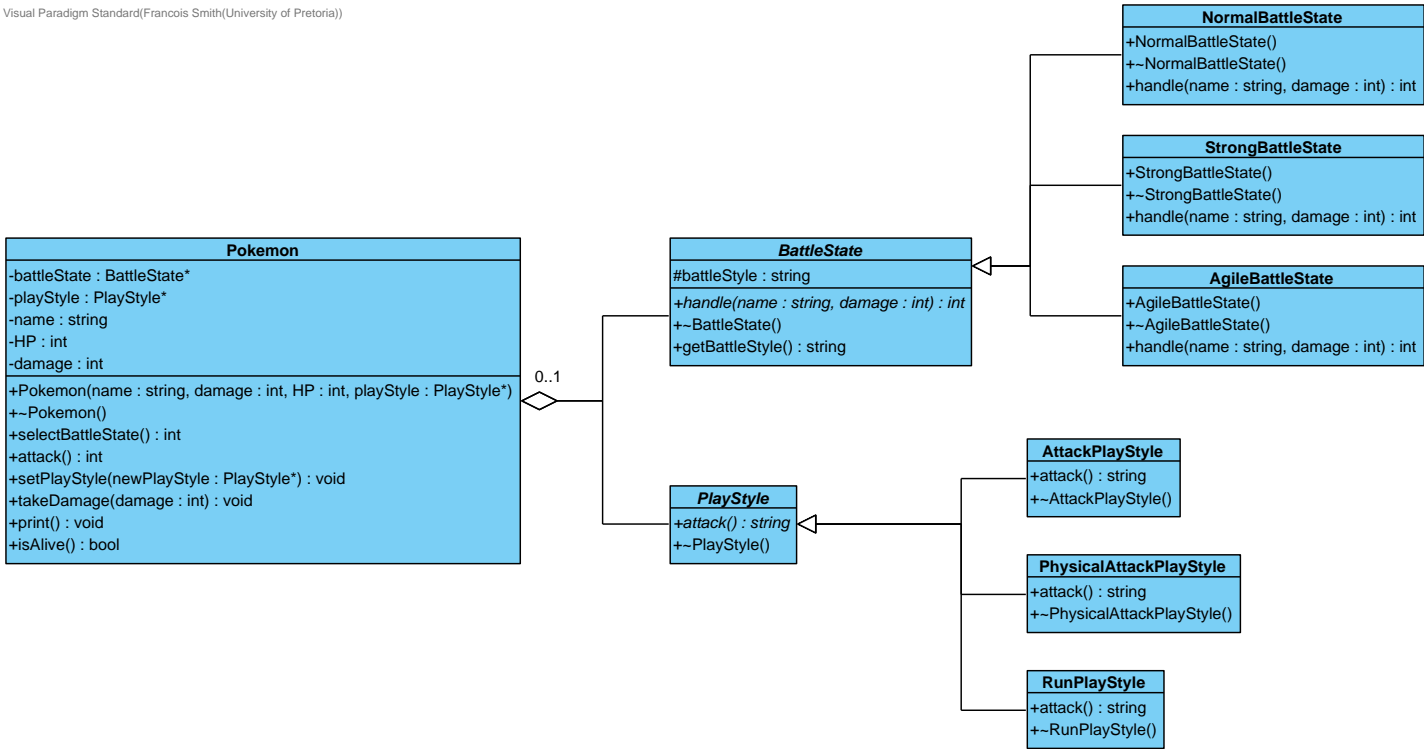 Visual Paradigm Standard(Francois Smith(University of Pretoria))
NormalBattleState
+NormalBattleState()
+~NormalBattleState()
+handle(name : string, damage : int) : int
StrongBattleState
+StrongBattleState()
+~StrongBattleState()
+handle(name : string, damage : int) : int
AgileBattleState
+AgileBattleState()
+~AgileBattleState()
+handle(name : string, damage : int) : int
Pokemon
-battleState : BattleState*
-playStyle : PlayStyle*
-name : string
-HP : int
-damage : int
+Pokemon(name : string, damage : int, HP : int, playStyle : PlayStyle*)
+~Pokemon()
+selectBattleState() : int
+attack() : int
+setPlayStyle(newPlayStyle : PlayStyle*) : void
+takeDamage(damage : int) : void
+print() : void
+isAlive() : bool
0..1
BattleState
#battleStyle : string
+handle(name : string, damage : int) : int
+~BattleState()
+getBattleStyle() : string
PlayStyle
+attack() : string
+~PlayStyle()
AttackPlayStyle
+attack() : string
+~AttackPlayStyle()
PhysicalAttackPlayStyle
+attack() : string
+~PhysicalAttackPlayStyle()
RunPlayStyle
+attack() : string
+~RunPlayStyle()